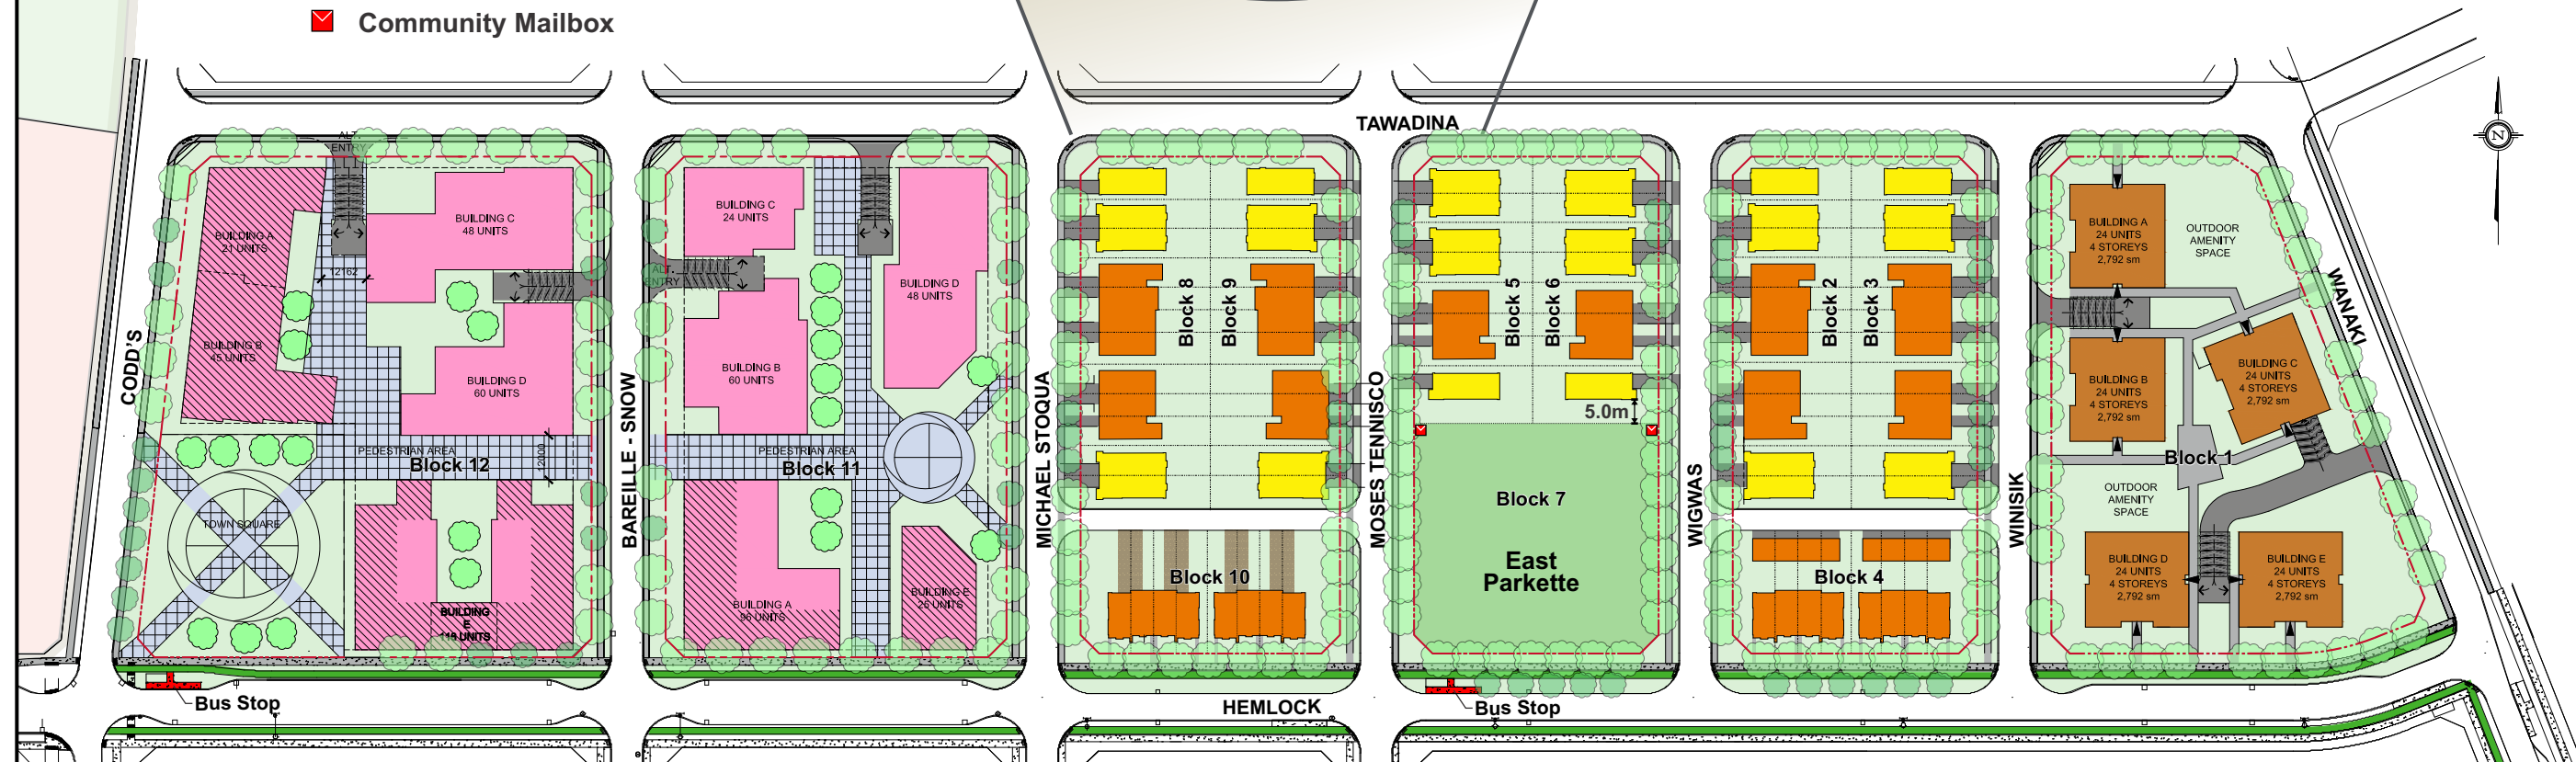 Community Mailbox
TAWADINA
CODD'S
BAREILLE - SNOW
MICHAEL STOQUA
MOSES TENNISCO
WIGWAS
WINISIK
WANAKI
HEMLOCK
N
ALT.
ENTRY
BUILDING A
21 UNITS
BUILDING C
48 UNITS
12162
BUILDING B
45 UNITS
BUILDING D
60 UNITS
PEDESTRIAN AREA
Block 12
12000
TOWN SQUARE
BUILDING
E
Bus Stop
BUILDING C
24 UNITS
ALT.
ENTRY
BUILDING D
48 UNITS
BUILDING B
60 UNITS
PEDESTRIAN AREA
Block 11
BUILDING A
96 UNITS
BUILDING E
25 UNITS
Block 8
Block 9
Block 10
Block 5
Block 6
5.0m
Block 7
East
Parkette
Bus Stop
Block 2
Block 3
Block 4
BUILDING A
24 UNITS
4 STOREYS
2,792 sm
OUTDOOR
AMENITY
SPACE
BUILDING B
24 UNITS
4 STOREYS
2,792 sm
BUILDING C
24 UNITS
4 STOREYS
2,792 sm
Block 1
OUTDOOR
AMENITY
SPACE
BUILDING D
24 UNITS
4 STOREYS
2,792 sm
BUILDING E
24 UNITS
4 STOREYS
2,792 sm